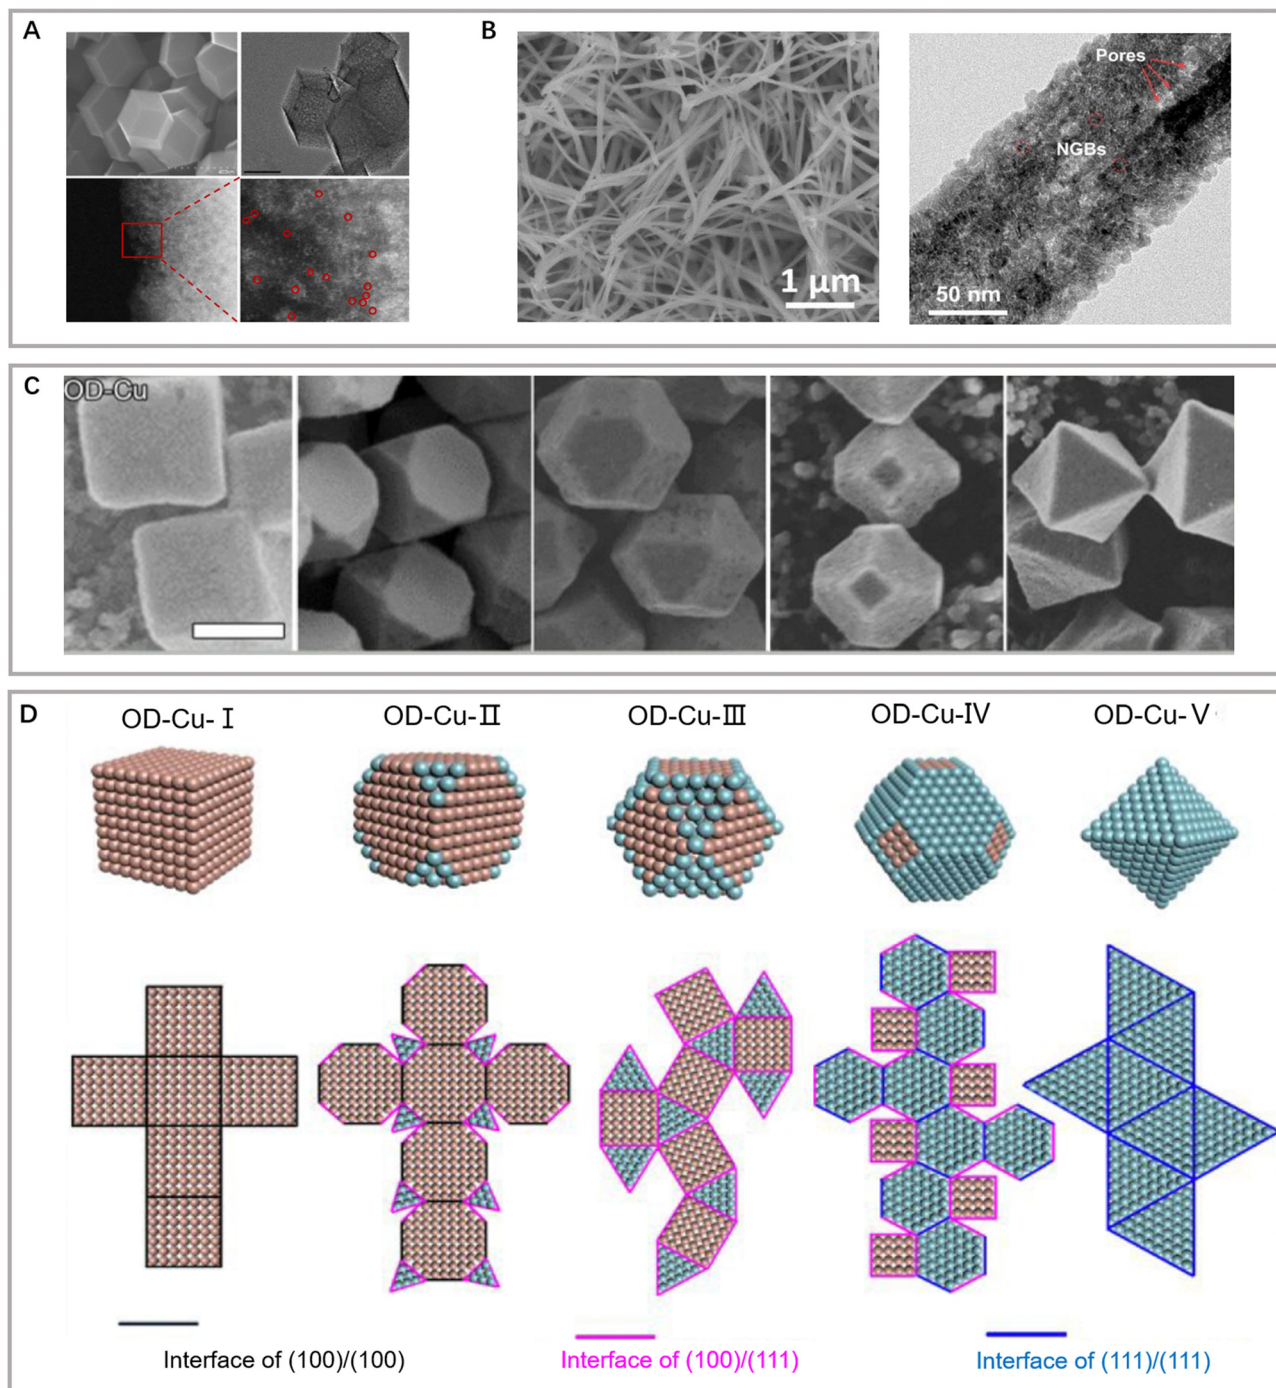 A
B
Pores
NGBs
1 μm
50 nm
C
OD-Cu
D
OD-Cu-Ⅰ
OD-Cu-Ⅱ
OD-Cu-Ⅲ
OD-Cu-Ⅳ
OD-Cu-Ⅴ
Interface of (100)/(100)
Interface of (100)/(111)
Interface of (111)/(111)